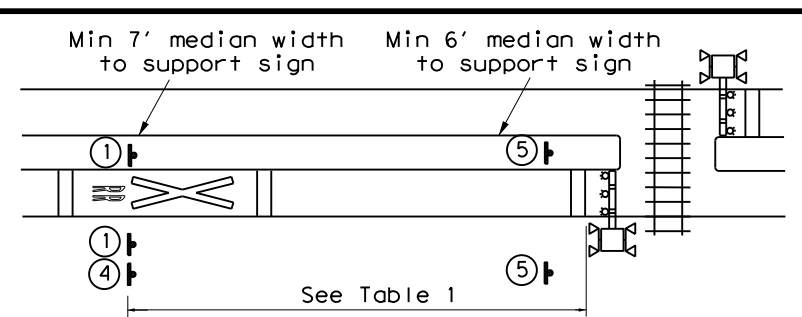 Min 7' median width
to support sign
Min 6' median width
to support sign
1
5
RR
1
4
5
See Table 1